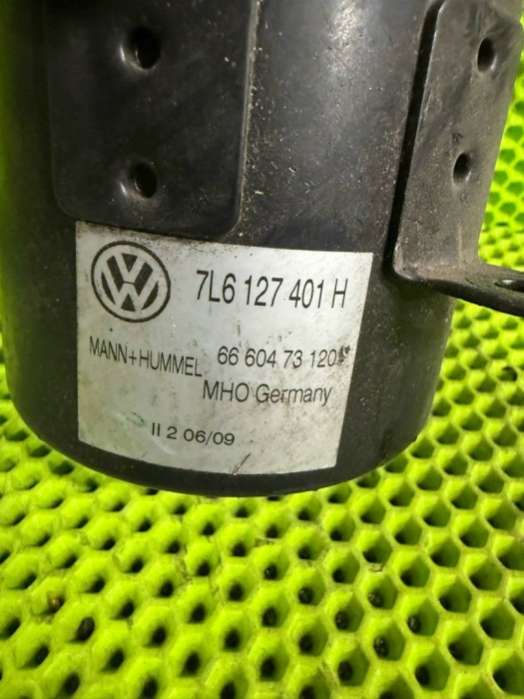 7L6 127 401 H
MANN+HUMMEL 66 604 73 120
MHO Germany
II 2 06/09